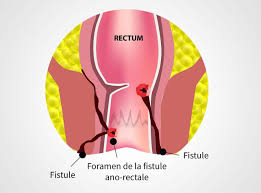 RECTUM
Fistule
Foramen de la fistule
ano-rectale
Fistule